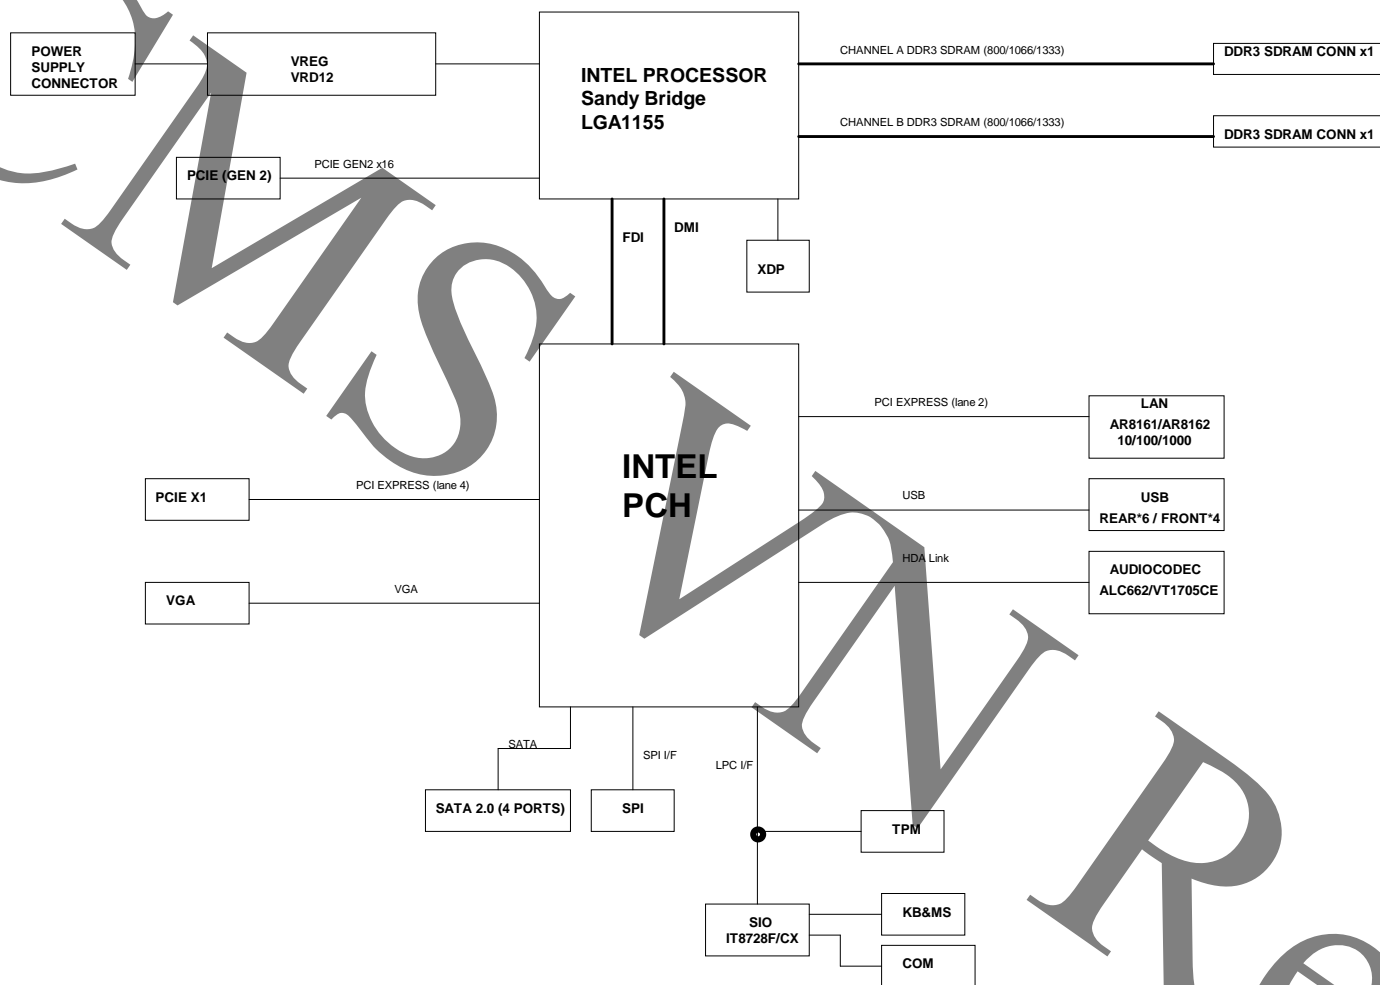 POWER
SUPPLY
CONNECTOR
VREG
VRD12
INTEL PROCESSOR
Sandy Bridge
LGA1155
CHANNEL A DDR3 SDRAM (800/1066/1333)
DDR3 SDRAM CONN x1
CHANNEL B DDR3 SDRAM (800/1066/1333)
DDR3 SDRAM CONN x1
PCIE (GEN 2)
PCIE GEN2 x16
FDI
DMI
XDP
INTEL
PCH
PCI EXPRESS (lane 2)
LAN
AR8161/AR8162
10/100/1000
PCIE X1
PCI EXPRESS (lane 4)
USB
USB
REAR*6 / FRONT*4
HDA Link
AUDIOCODEC
ALC662/VT1705CE
VGA
VGA
SATA
SPI I/F
LPC I/F
SATA 2.0 (4 PORTS)
SPI
TPM
SIO
IT8728F/CX
KB&MS
COM